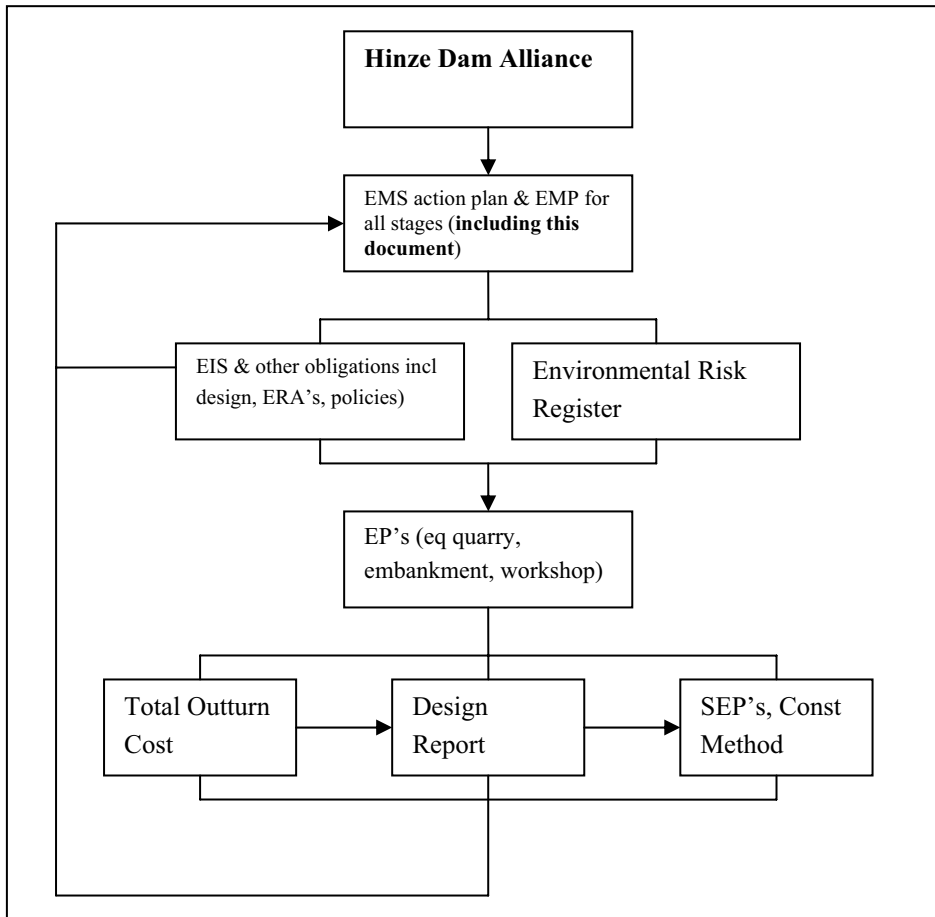 Hinze Dam Alliance
EMS action plan & EMP for
all stages (including this
document)
EIS & other obligations incl
design, ERA’s, policies)
Environmental Risk
Register
EP’s (eq quarry,
embankment, workshop)
Total Outturn
Cost
Design
Report
SEP’s, Const
Method